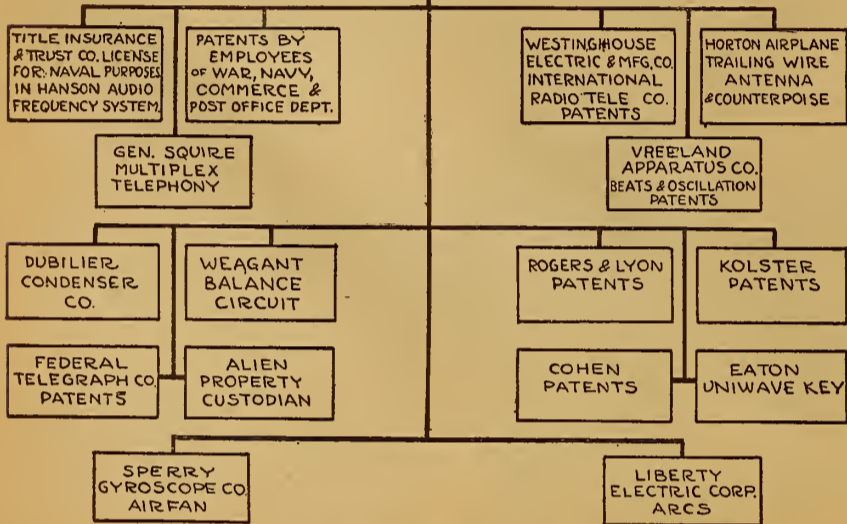 TITLE INSURANCE
& TRUST CO. LICENSE
FOR: NAVAL PURPOSES
IN HANSON AUDIO
FREQUENCY SYSTEM.
PATENTS BY
EMPLOYEES
OF WAR, NAVY,
COMMERCE &
POST OFFICE DEPT.
WESTINGHOUSE
ELECTRIC & MFG, CO.
INTERNATIONAL
RADIO TELE CO.
PATENTS
HORTON AIRPLANE
TRAILING WIRE
ANTENNA
& COUNTERPOISE
GEN. SQUIRE
MULTIPLEX
TELEPHONY
VREELAND
APPARATUS CO.
BEATS & OSCILLATION
PATENTS
DUBILIER
CONDENSER
CO.
WEAGANT
BALANCE
CIRCUIT
ROGERS & LYON
PATENTS
KOLSTER
PATENTS
FEDERAL
TELEGRAPH CO.
PATENTS
ALIEN
PROPERTY
CUSTODIAN
COHEN
PATENTS
EATON
UNIWAVE KEY
SPERRY
GYROSCOPE CO.
AIRFAN
LIBERTY
ELECTRIC CORP.
ARCS